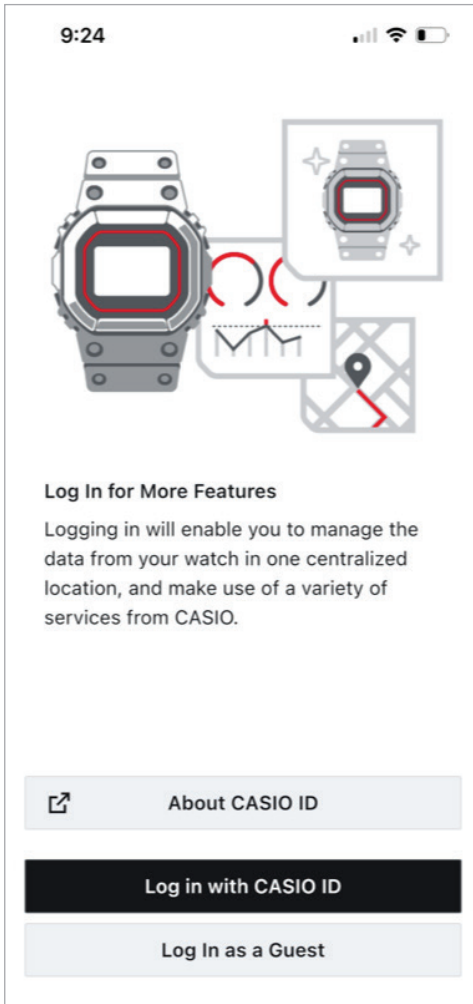 9:24
Log In for More Features
Logging in will enable you to manage the
data from your watch in one centralized
location, and make use of a variety of
services from CASIO.
About CASIO ID
Log in with CASIO ID
Log In as a Guest